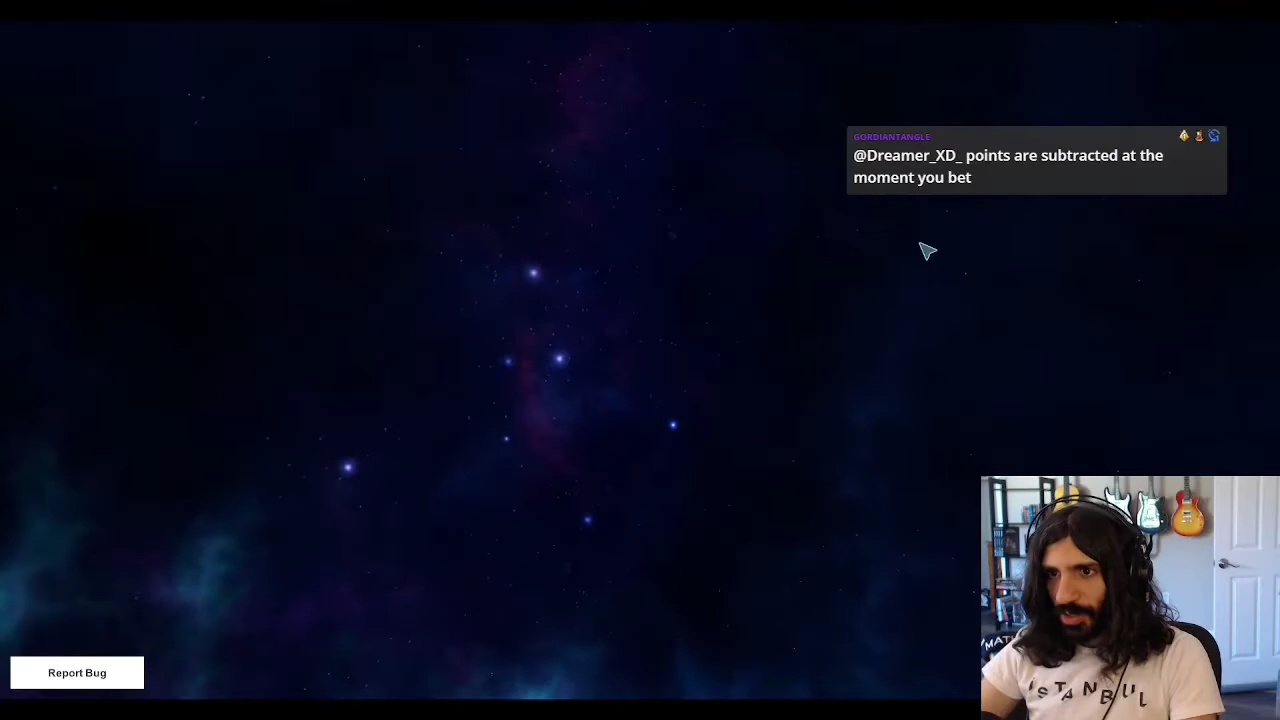 GORDIANTANGLE
@Dreamer_XD_ points are subtracted at the
moment you bet
Report Bug
ISTANBUL